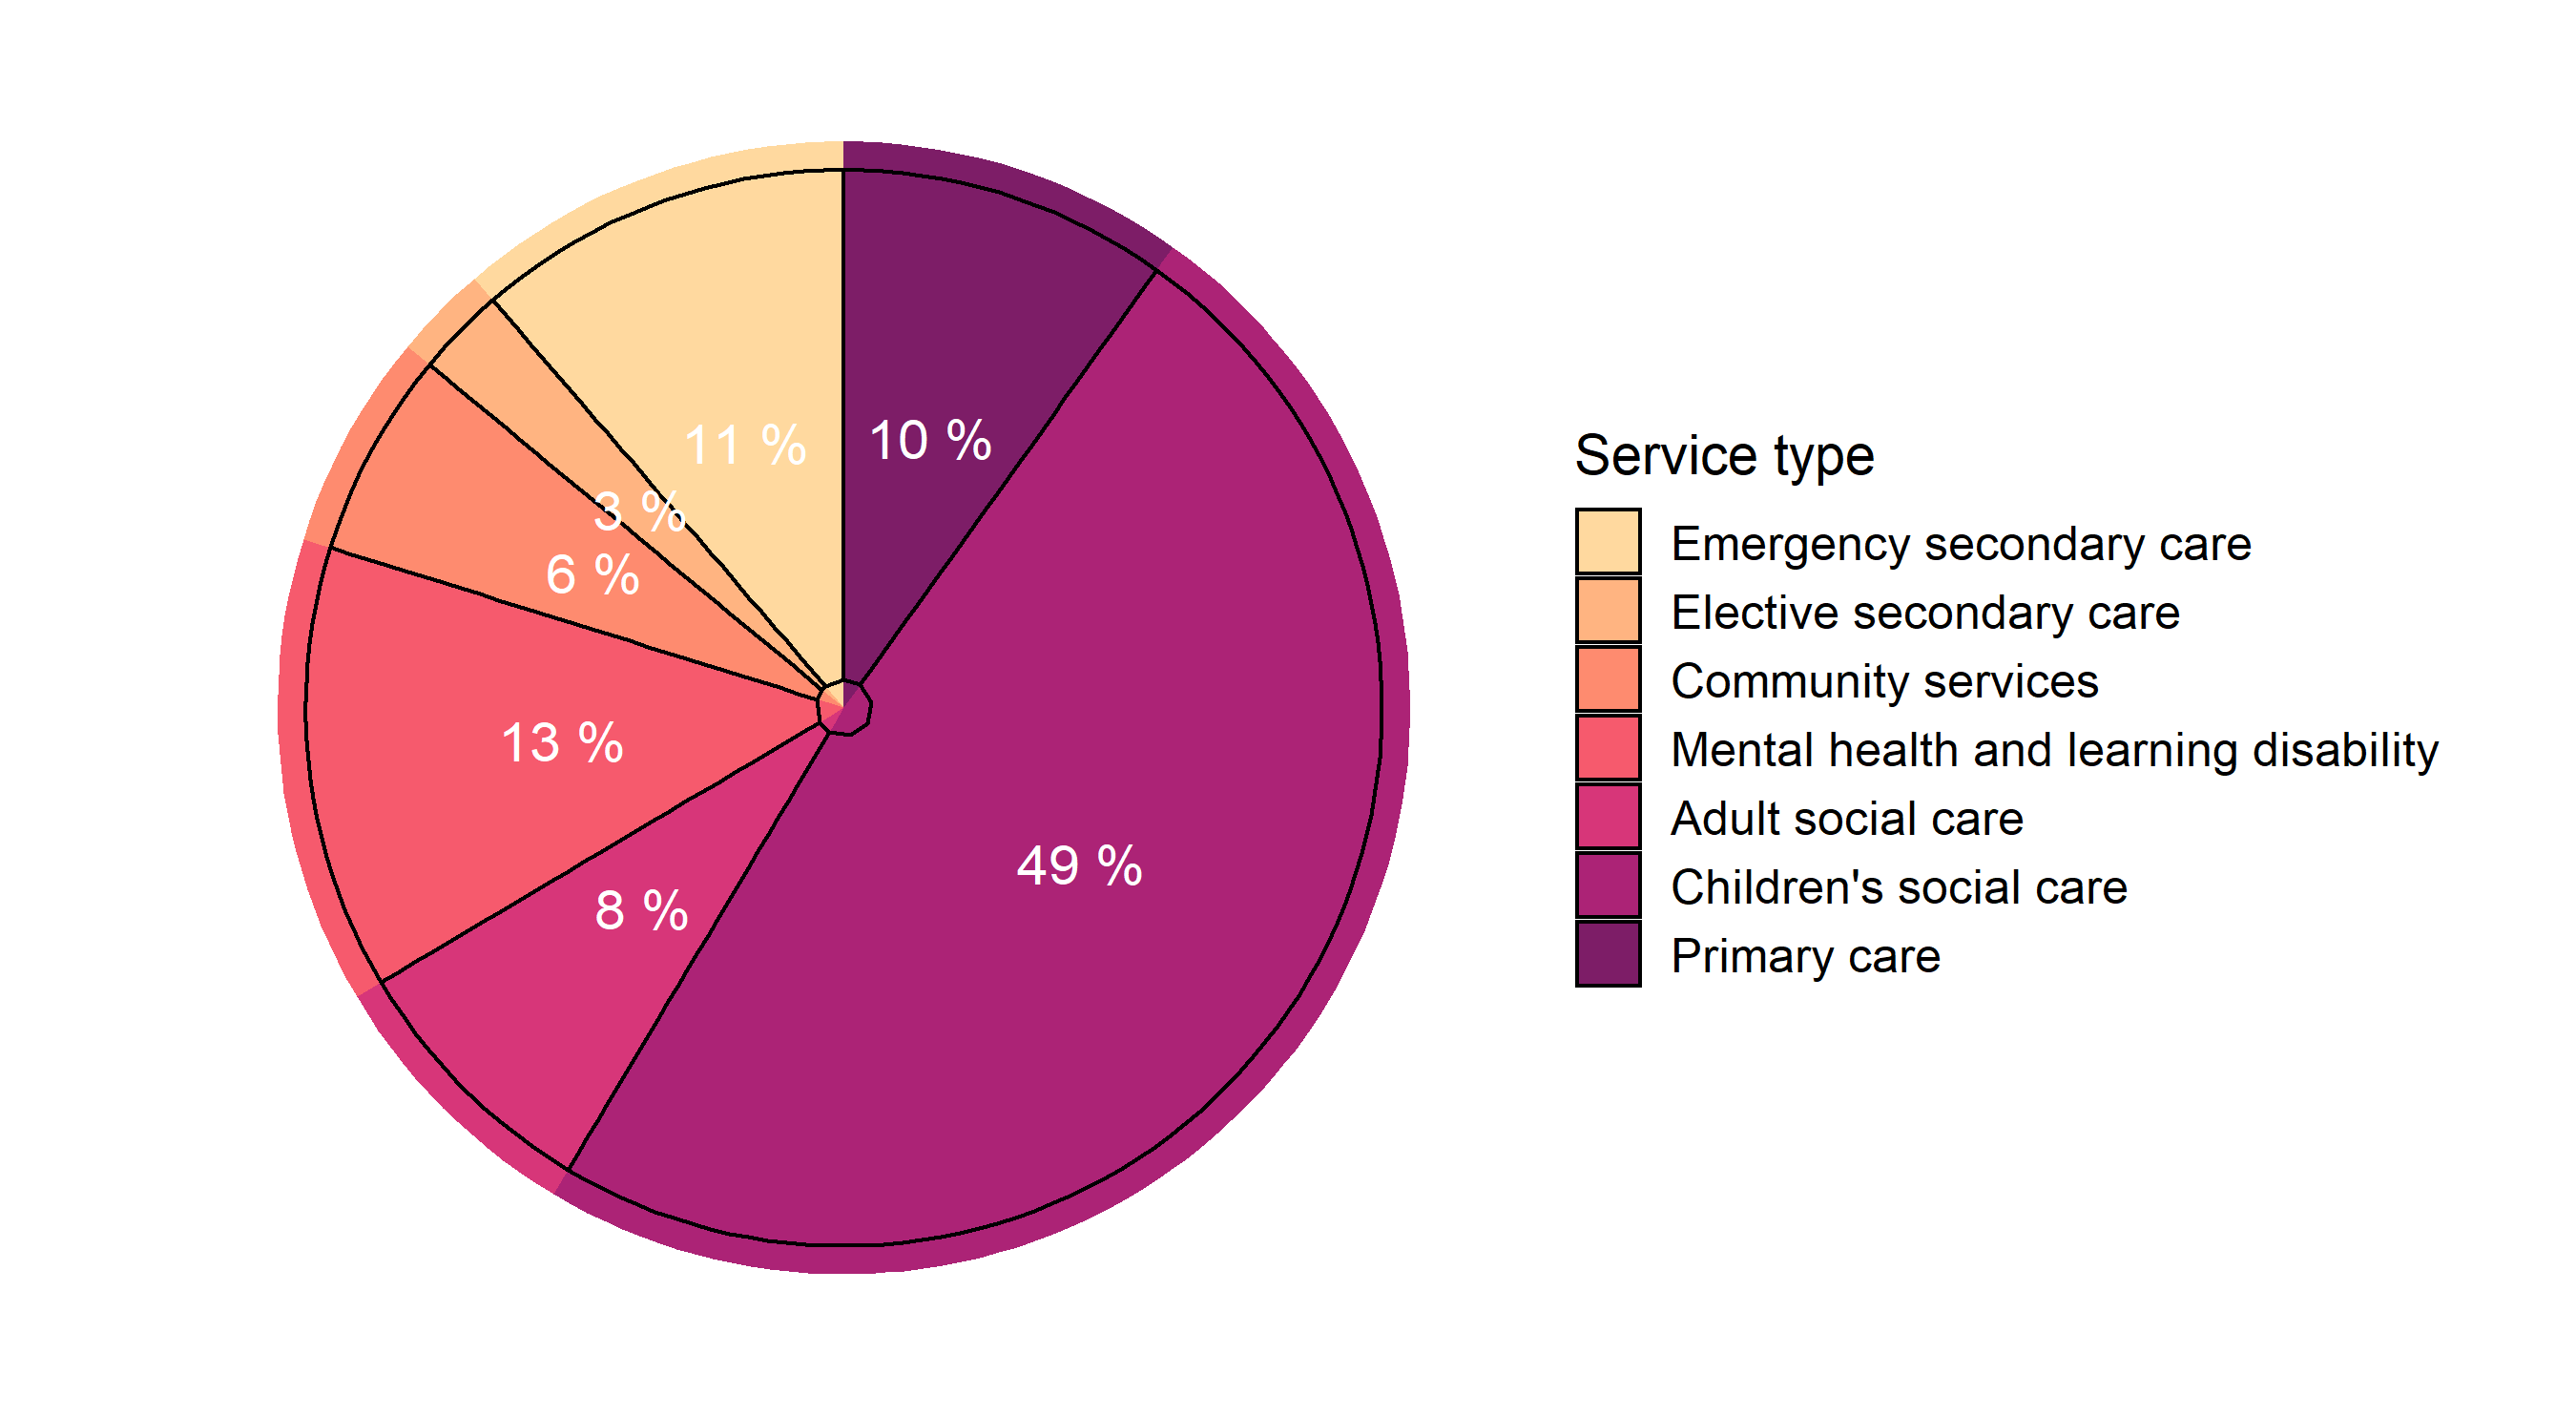 11 %
10 %
3 %
6 %
13 %
49 %
8 %
Service type
Emergency secondary care
Elective secondary care
Community services
Mental health and learning disability
Adult social care
Children's social care
Primary care